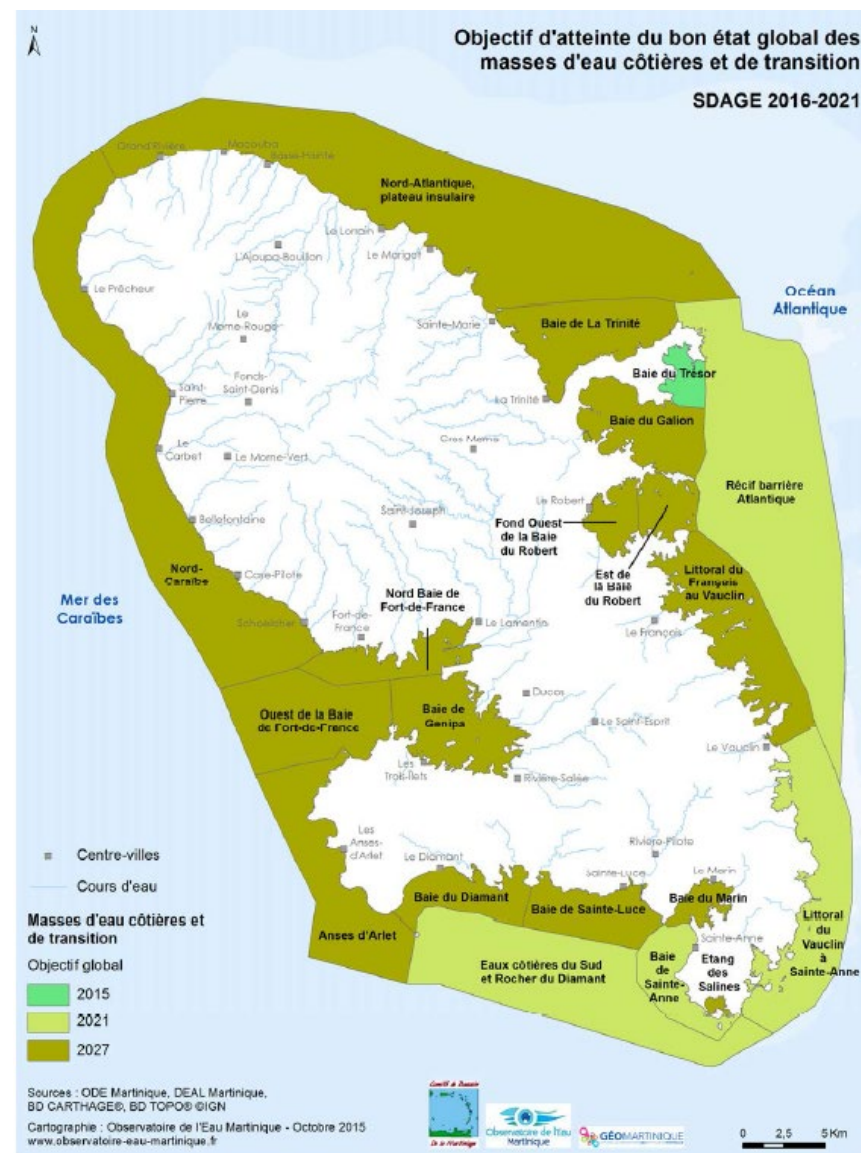 N
Objectif d'atteinte du bon état global des
masses d'eau côtières et de transition
SDAGE 2016-2021
Grand'Rivière
Macouba
Basse-Pointe
Nord-Atlantique,
plateau insulaire
Le Lorrain
L'Ajoupa-Bouillon
Le Marigot
Océan
Atlantique
Le Prêcheur
Le
Morne-Rouge
Sainte-Marie
Baie de La Trinité
Baie du Trésor
Fonds-
Saint-Denis
Saint-
Pierre
La Trinité
Baie du Galion
Le
Carbet
Le Morne-Vert
Gros Morne
Récif barrière
Atlantique
Bellefontaine
Saint-Joseph
Le Robert
Fond Ouest
de la Baie
du Robert
Est de
la Baie
du Robert
Littoral du
François
au Vauclin
Nord-
Caraïbe
Case-Pilote
Mer des
Caraïbes
Nord Baie de
Fort-de-France
Schoelcher
Fort-de-
France
Le Lamentin
Le François
Ouest de la Baie
de Fort-de-France
Baie de
Genipa
Ducos
Le Saint-Esprit
Le Vauclin
Les
Trois-Ilets
Rivière-Salée
Les
Anses-
d'Arlet
Le Diamant
Rivière-Pilote
Sainte-Luce
Le Marin
Baie du Diamant
Baie de Sainte-Luce
Baie du Marin
Anses d'Arlet
Sainte-Anne
Littoral
du
Vauclin
à
Sainte-Anne
Eaux côtières du Sud
et Rocher du Diamant
Baie
de
Sainte-
Anne
Etang
des
Salines
Centre-villes
Cours d'eau
Masses d'eau côtières et
de transition
Objectif global
2015
2021
2027
Sources : ODE Martinique, DEAL Martinique,
BD CARTHAGE®, BD TOPO® ©IGN
Cartographie : Observatoire de l'Eau Martinique - Octobre 2015
www.observatoire-eau-martinique.fr
Comité de Bassin
De la Martinique
Observatoire de l'Eau
Martinique
GÉOMARTINIQUE
0 2,5 5 Km